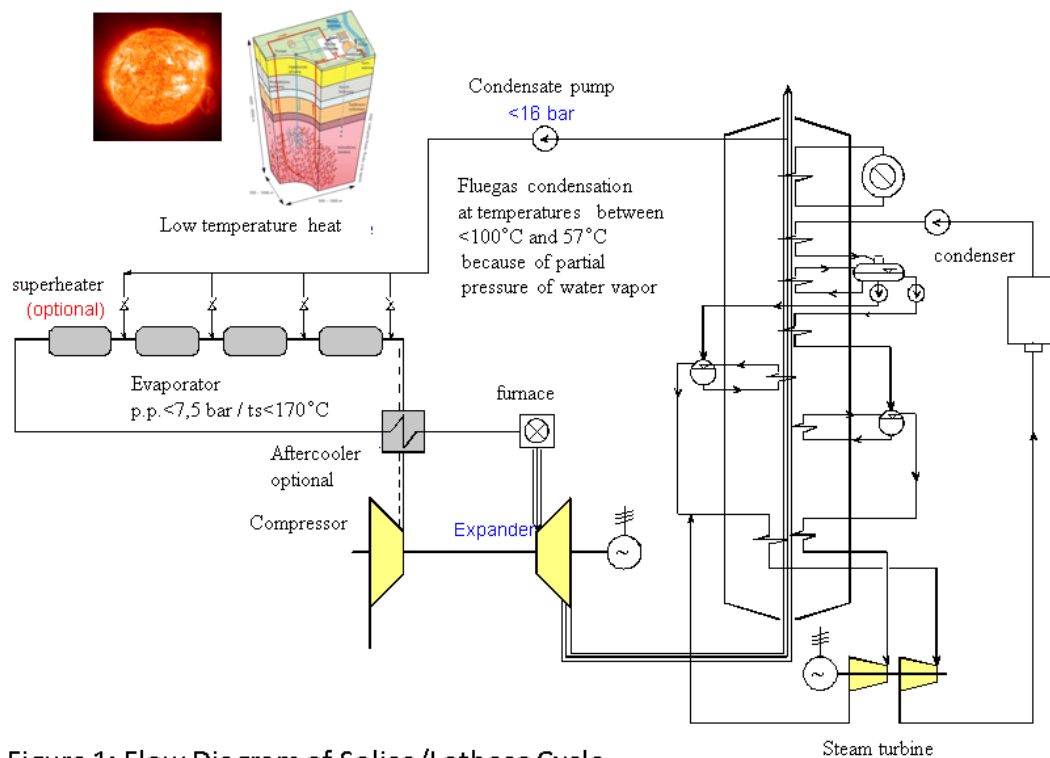 Condensate pump
<16 bar
Fluegas condensation
at temperatures between
<100°C and 57°C
because of partial
pressure of water vapor
Low temperature heat
condenser
superheater
(optional)
Evaporator
p.p.<7,5 bar / ts<170°C
furnace
Aftercooler
optional
Compressor
Expander
~
~
Steam turbine